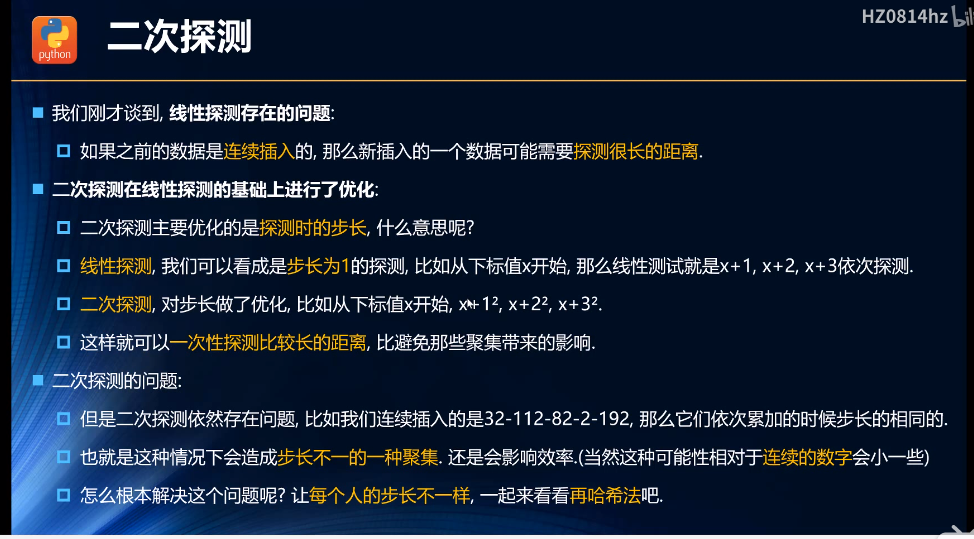 HZ0814hz
python
二次探测
我们刚才谈到, 线性探测存在的问题:
如果之前的数据是连续插入的, 那么新插入的一个数据可能需要探测很长的距离.
二次探测在线性探测的基础上进行了优化:
二次探测主要优化的是探测时的步长, 什么意思呢?
线性探测, 我们可以看成是步长为1的探测, 比如从下标值x开始, 那么线性测试就是x+1, x+2, x+3依次探测.
二次探测, 对步长做了优化, 比如从下标值x开始, x+1², x+2², x+3².
这样就可以一次性探测比较长的距离, 比避免那些聚集带来的影响.
二次探测的问题:
但是二次探测依然存在问题, 比如我们连续插入的是32-112-82-2-192, 那么它们依次累加的时候步长的相同的.
也就是这种情况下会造成步长不一的一种聚集. 还是会影响效率.(当然这种可能性相对于连续的数字会小一些)
怎么根本解决这个问题呢? 让每个人的步长不一样, 一起来看看再哈希法吧.